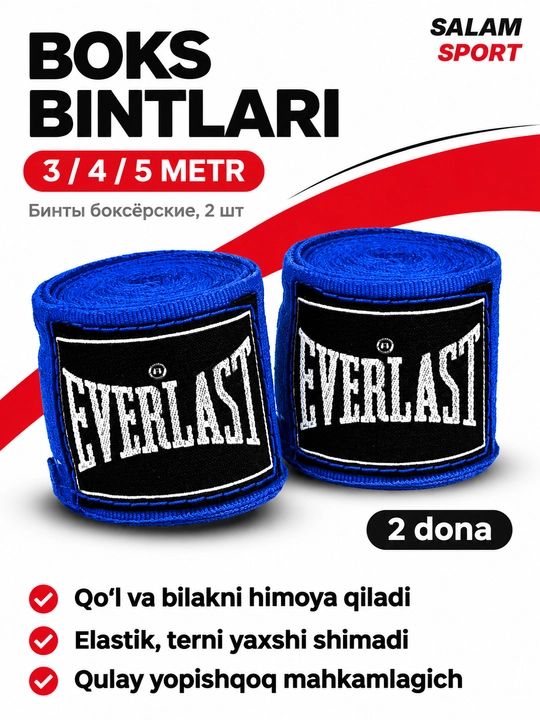 SALAM
SPORT
BOKS
BINTLARI
3 / 4 / 5 METR
Бинты боксёрские, 2 шт
EVERLAST
EVERLAST
2 dona
Qo‘l va bilakni himoya qiladi
Elastik, terni yaxshi shimadi
Qulay yopishqoq mahkamlagich